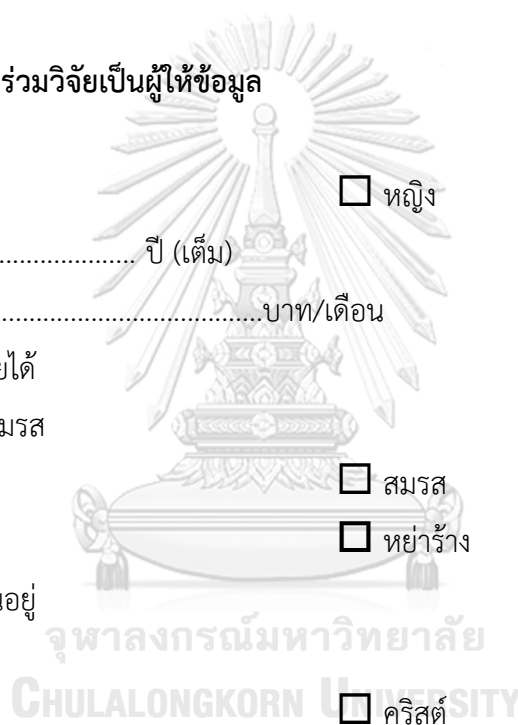 ร่วมวิจัยเป็นผู้ให้ข้อมูล
หญิง
..................... ปี (เต็ม)
..........................................บาท/เดือน
ยได้
มรส
สมรส
หย่าร้าง
นอยู่
จุฬาลงกรณ์มหาวิทยาลัย
CHULALONGKORN UNIVERSITY
คริสต์